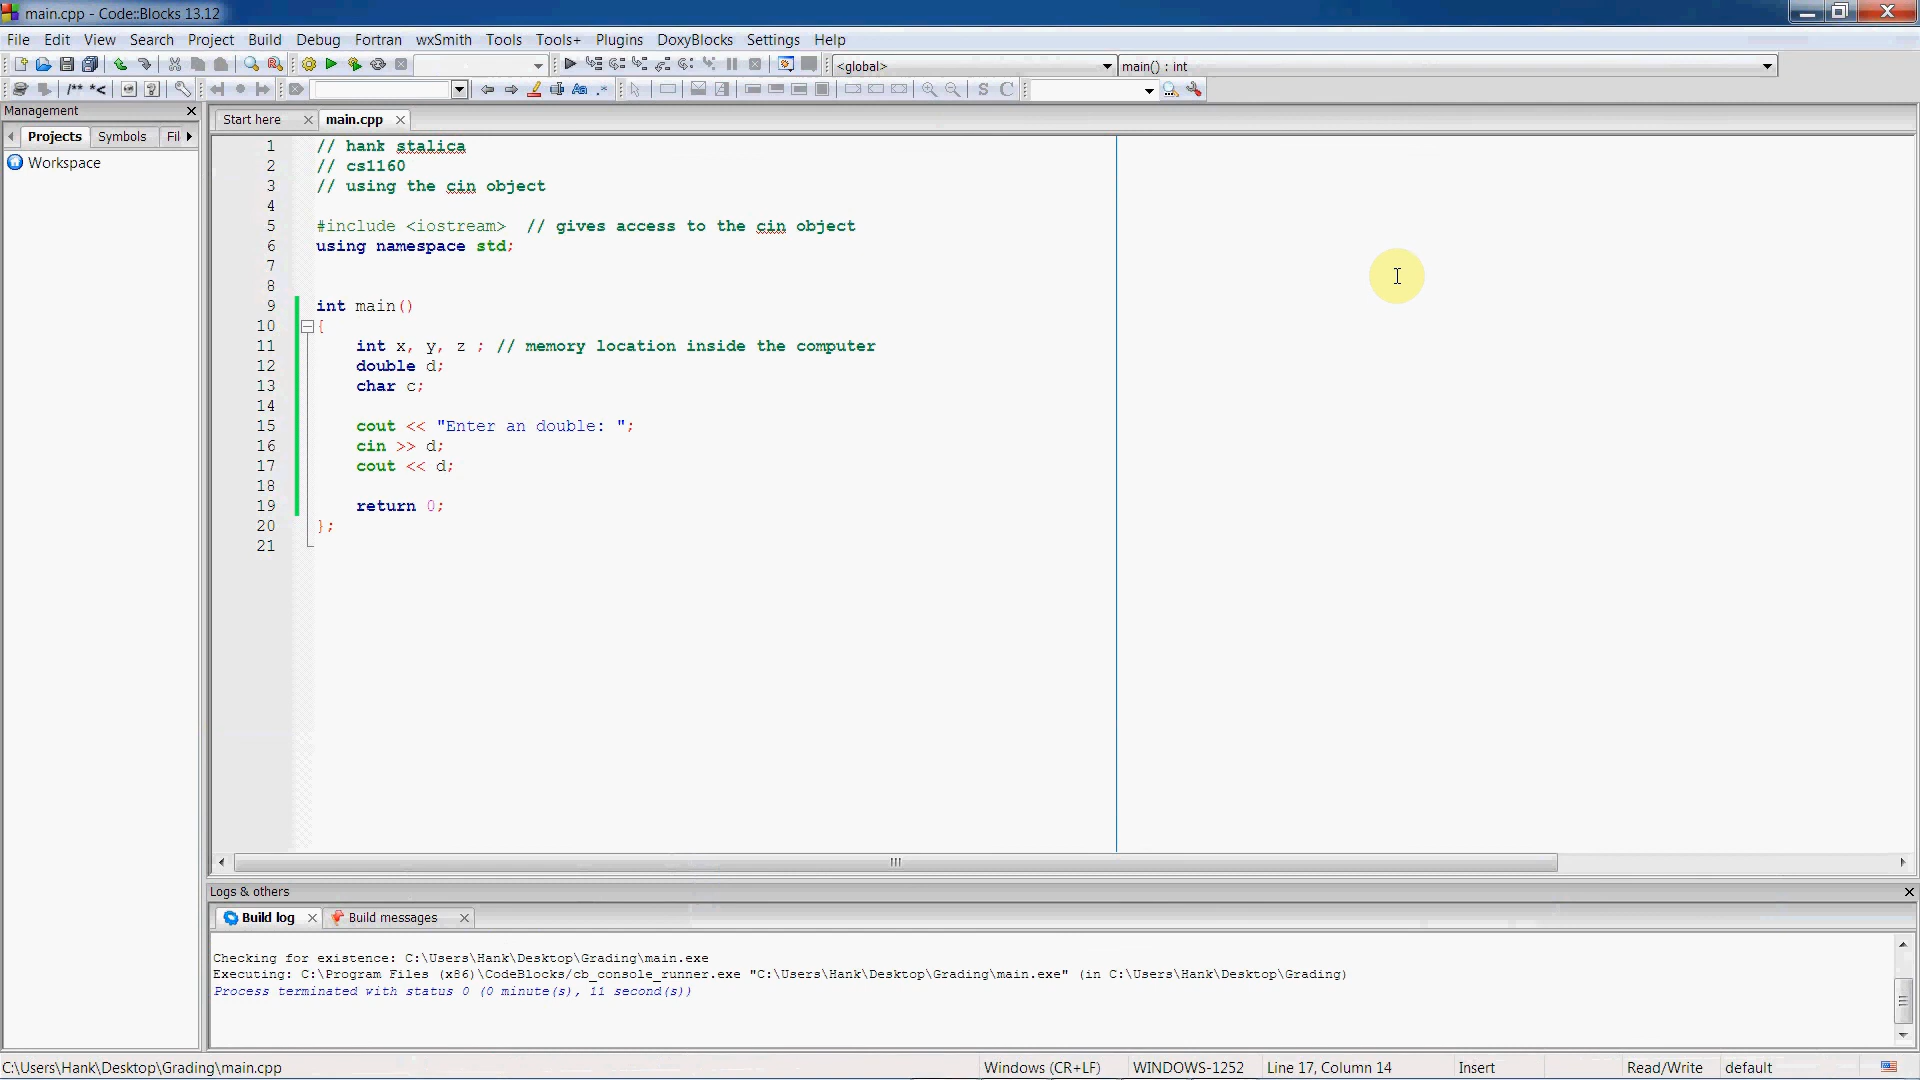 main.cpp - Code::Blocks 13.12
File Edit View Search Project Build Debug Fortran wxSmith Tools Tools+ Plugins DoxyBlocks Settings Help
<global> main() : int
/** *<
S C
Management
Projects Symbols Fil
Workspace
Start here main.cpp
1 // hank stalica
2 // cs1160
3 // using the cin object
4
5 #include <iostream> // gives access to the cin object
6 using namespace std;
7
8
9 int main()
10 {
11 int x, y, z ; // memory location inside the computer
12 double d;
13 char c;
14
15 cout << "Enter an double: ";
16 cin >> d;
17 cout << d;
18
19 return 0;
20 };
21
Logs & others
Build log Build messages
Checking for existence: C:\Users\Hank\Desktop\Grading\main.exe
Executing: C:\Program Files (x86)\CodeBlocks/cb_console_runner.exe "C:\Users\Hank\Desktop\Grading\main.exe" (in C:\Users\Hank\Desktop\Grading)
Process terminated with status 0 (0 minute(s), 11 second(s))
C:\Users\Hank\Desktop\Grading\main.cpp Windows (CR+LF) WINDOWS-1252 Line 17, Column 14 Insert Read/Write default